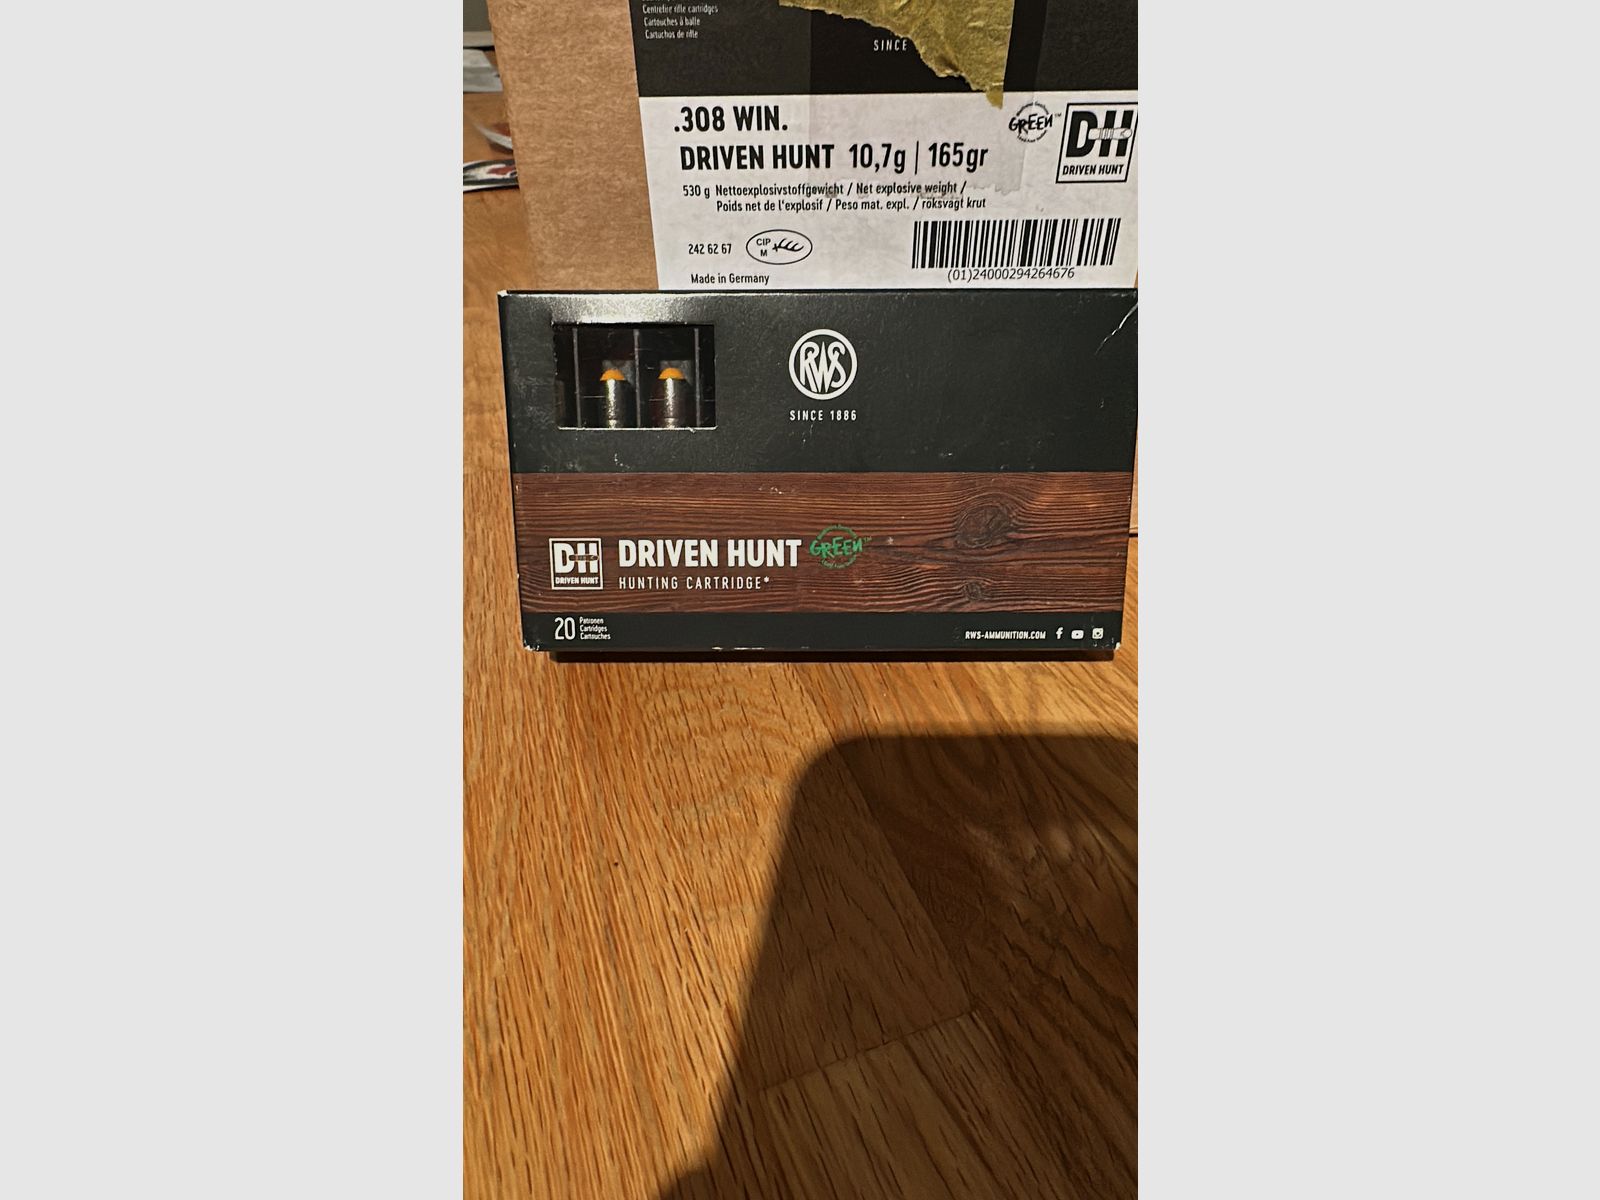 Centrefire rifle cartridges
Cartouches à balle
Cartuchos de rifle
SINCE
.308 WIN.
DRIVEN HUNT 10,7g | 165gr
GREEN™
DH
DRIVEN HUNT
530 g Nettoexplosivstoffgewicht / Net explosive weight /
Poids net de l'explosif / Peso mat. expl. / röksvagt krut
242 62 67
CIP
M
(01)24000294264676
Made in Germany
RWS
SINCE 1886
DH
DRIVEN HUNT
DRIVEN HUNT GREEN™
HUNTING CARTRIDGE*
20 Patronen
Cartridges
Cartouches
RWS-AMMUNITION.COM